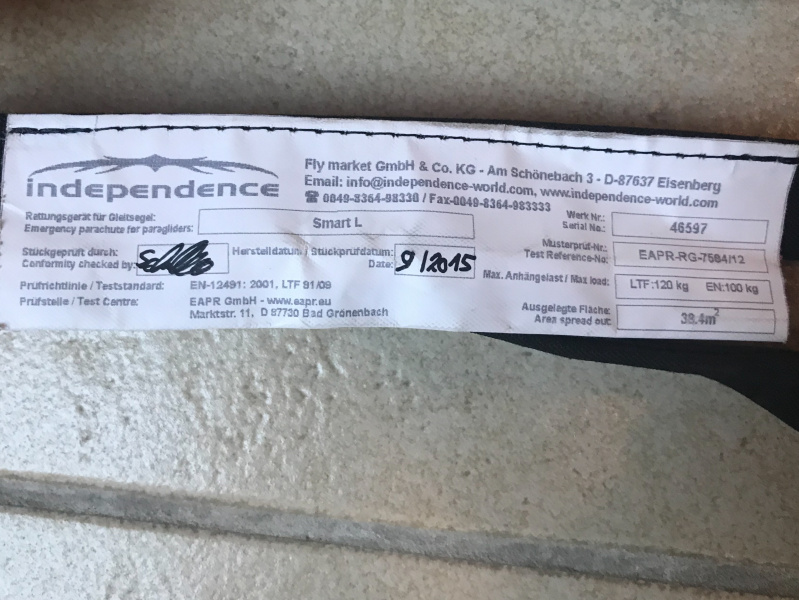 independence
Fly market GmbH & Co. KG - Am Schönebach 3 - D-87637 Eisenberg
Email: info@independence-world.com, www.independence-world.com
☎ 0049-8364-98330 / Fax-0049-8364-983333
Rettungsgerät für Gleitsegel:
Emergency parachute for paragliders:
Smart L
Werk Nr.:
Serial No.:
46597
Stückgeprüft durch:
Conformity checked by:
Herstelldatum / Stückprüfdatum:
Date:
9/2015
Musterprüf-Nr.:
Test Reference-No:
EAPR-RG-7584/12
Max. Anhängelast / Max load:
LTF:120 kg EN:100 kg
Prüfrichtlinie / Teststandard: EN-12491: 2001, LTF 91/09
Prüfstelle / Test Centre: EAPR GmbH - www.eapr.eu
Marktstr. 11, D 87730 Bad Grönenbach
Ausgelegte Fläche:
Area spread out:
38.4m²